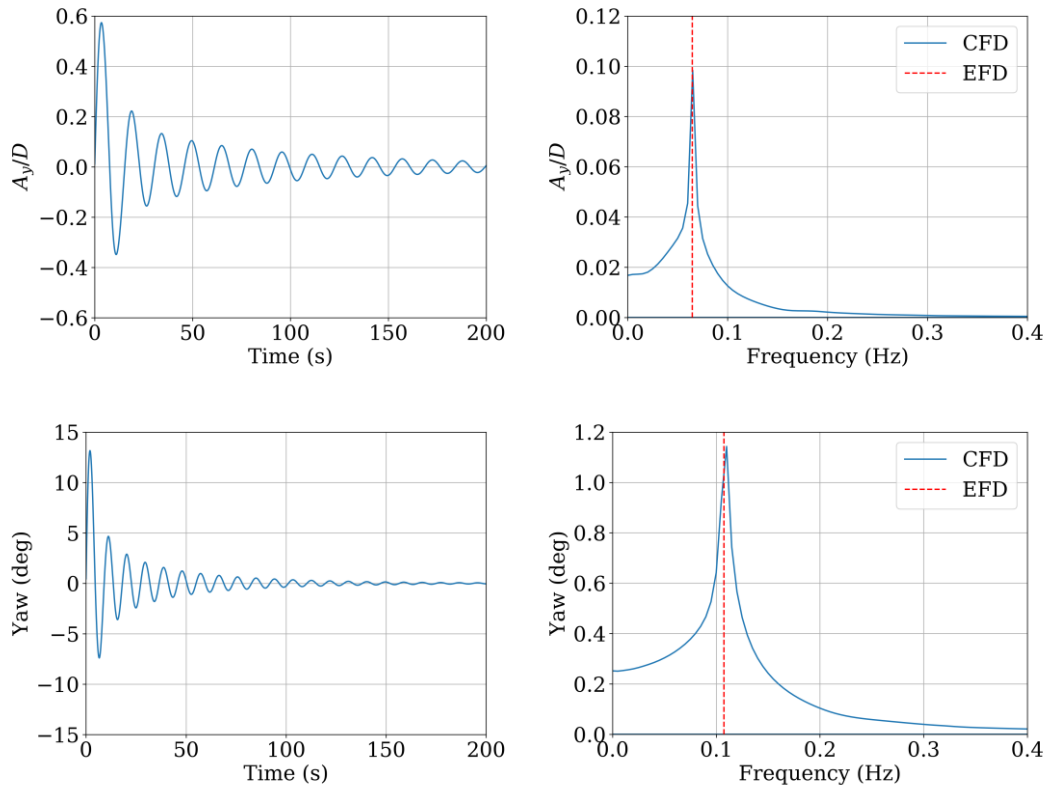 0.6
0.4
0.2
0.0
−0.2
−0.4
−0.6
A_y/D
0 50 100 150 200
Time (s)
0.12
0.10
0.08
0.06
0.04
0.02
0.00
A_y/D
CFD
EFD
0.0 0.1 0.2 0.3 0.4
Frequency (Hz)
15
10
5
0
−5
−10
−15
Yaw (deg)
0 50 100 150 200
Time (s)
1.2
1.0
0.8
0.6
0.4
0.2
0.0
Yaw (deg)
CFD
EFD
0.0 0.1 0.2 0.3 0.4
Frequency (Hz)